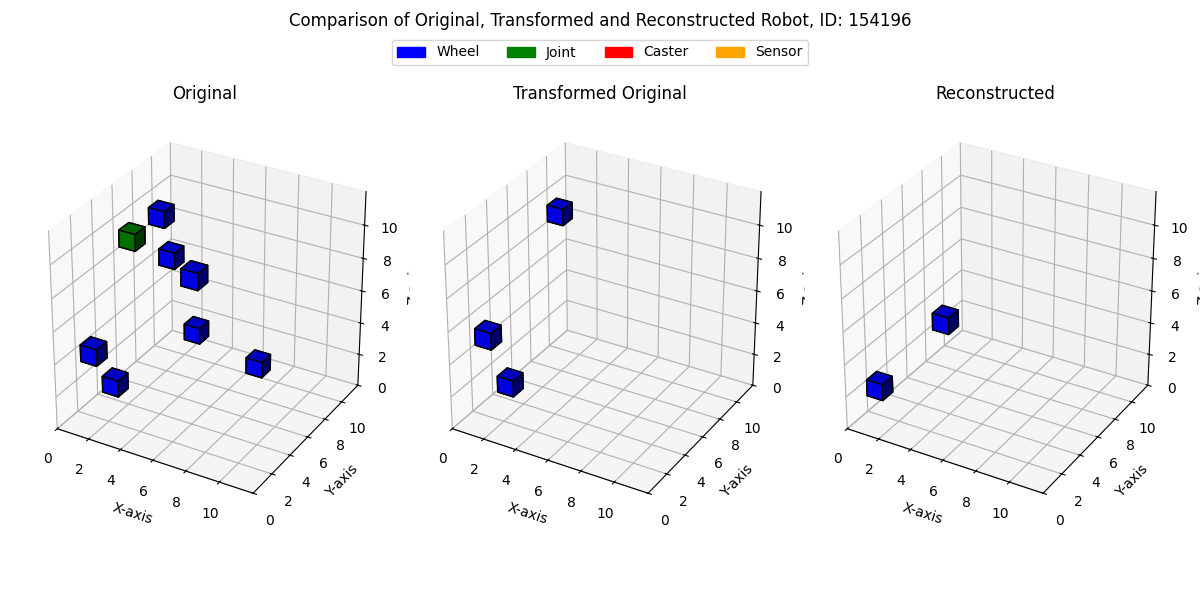 Comparison of Original, Transformed and Reconstructed Robot, ID: 154196
Wheel Joint Caster Sensor
Original Transformed Original Reconstructed
10 10 10
8 8 8
6 6 6
4 4 4
2 2 2
0 0 0
0 2 4 6 8 10 0 2 4 6 8 10 0 2 4 6 8 10
0 2 4 6 8 10 0 2 4 6 8 10 0 2 4 6 8 10
X-axis Y-axis X-axis Y-axis X-axis Y-axis